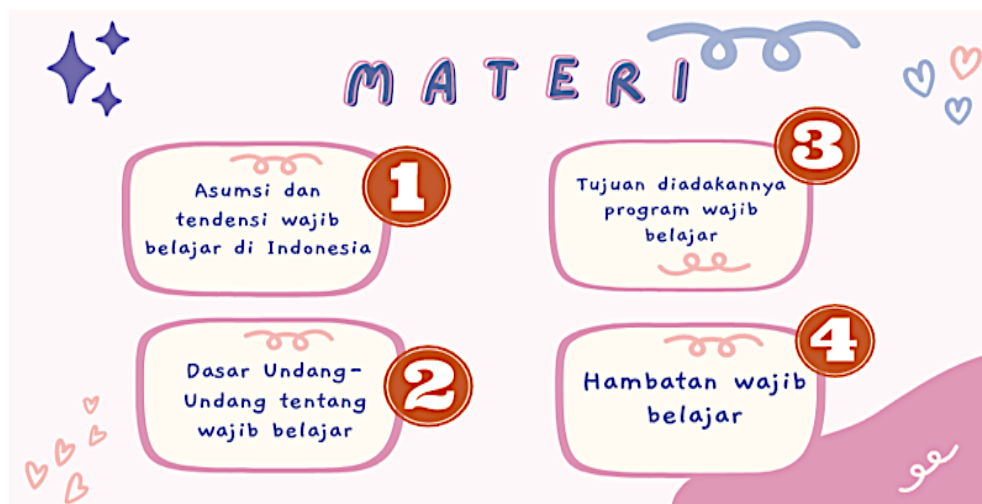 MATERI
1
Asumsi dan
tendensi wajib
belajar di Indonesia
2
Dasar Undang-
Undang tentang
wajib belajar
3
Tujuan diadakannya
program wajib
belajar
4
Hambatan wajib
belajar